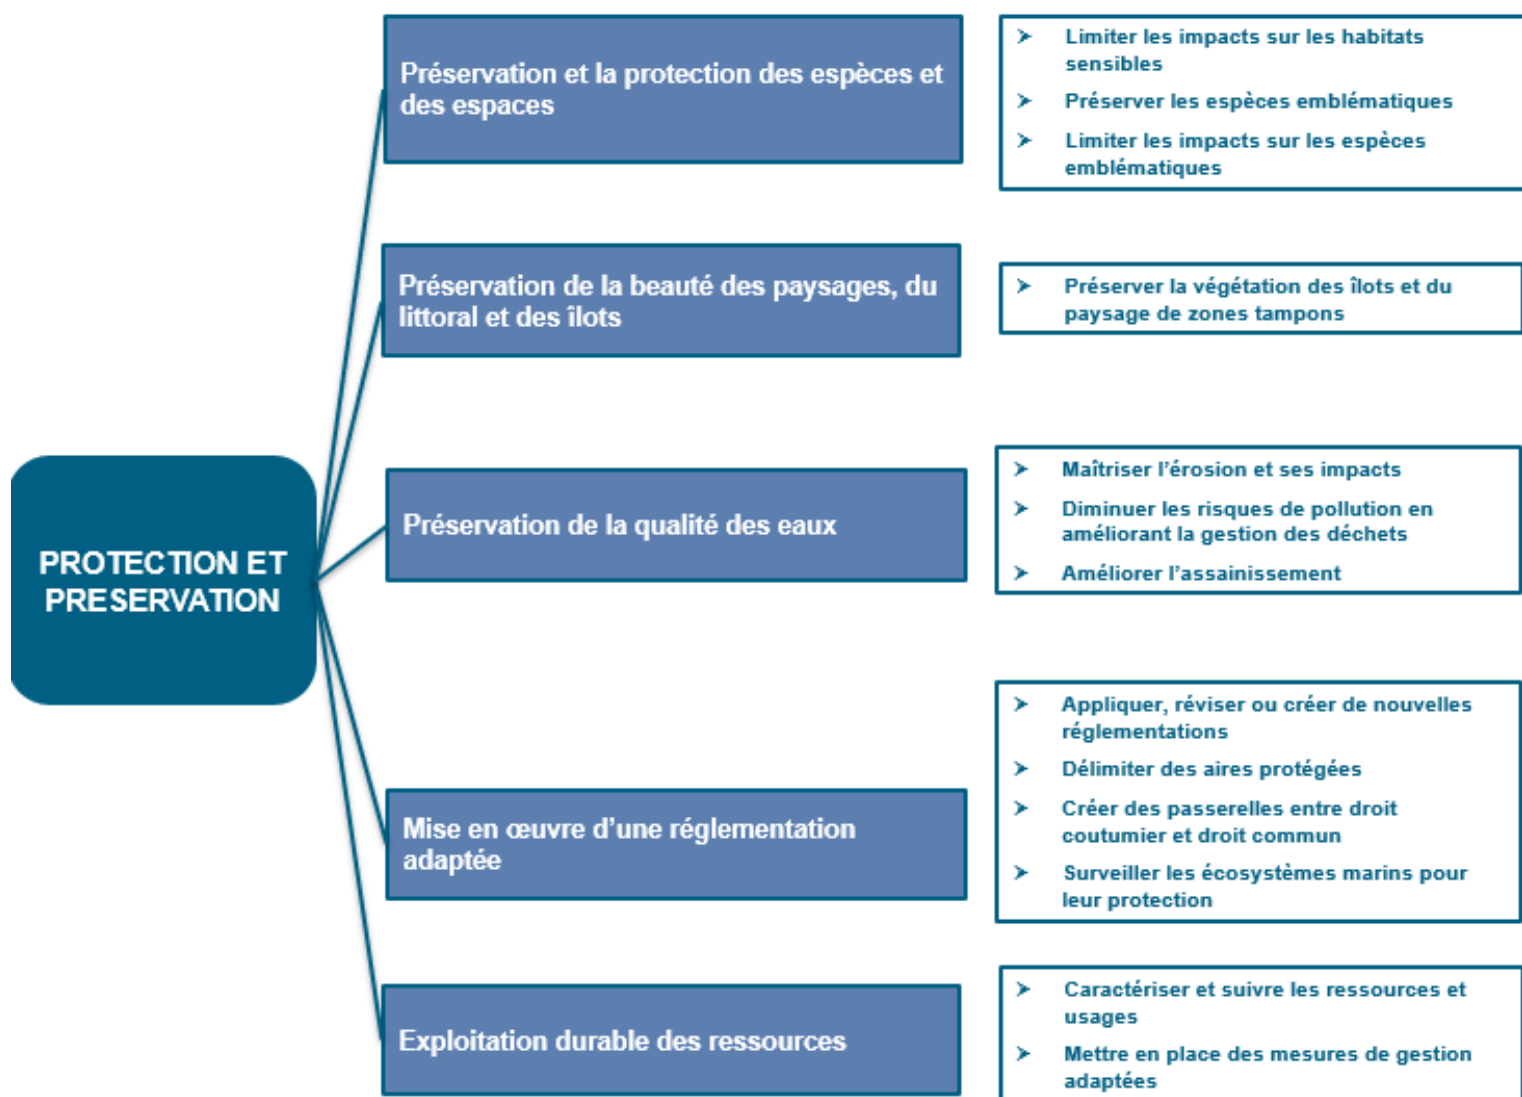 PROTECTION ET
PRESERVATION
Préservation et la protection des espèces et
des espaces
➤ Limiter les impacts sur les habitats
sensibles
➤ Préserver les espèces emblématiques
➤ Limiter les impacts sur les espèces
emblématiques
Préservation de la beauté des paysages, du
littoral et des îlots
➤ Préserver la végétation des îlots et du
paysage de zones tampons
Préservation de la qualité des eaux
➤ Maîtriser l’érosion et ses impacts
➤ Diminuer les risques de pollution en
améliorant la gestion des déchets
➤ Améliorer l’assainissement
Mise en œuvre d’une réglementation
adaptée
➤ Appliquer, réviser ou créer de nouvelles
réglementations
➤ Délimiter des aires protégées
➤ Créer des passerelles entre droit
coutumier et droit commun
➤ Surveiller les écosystèmes marins pour
leur protection
Exploitation durable des ressources
➤ Caractériser et suivre les ressources et
usages
➤ Mettre en place des mesures de gestion
adaptées